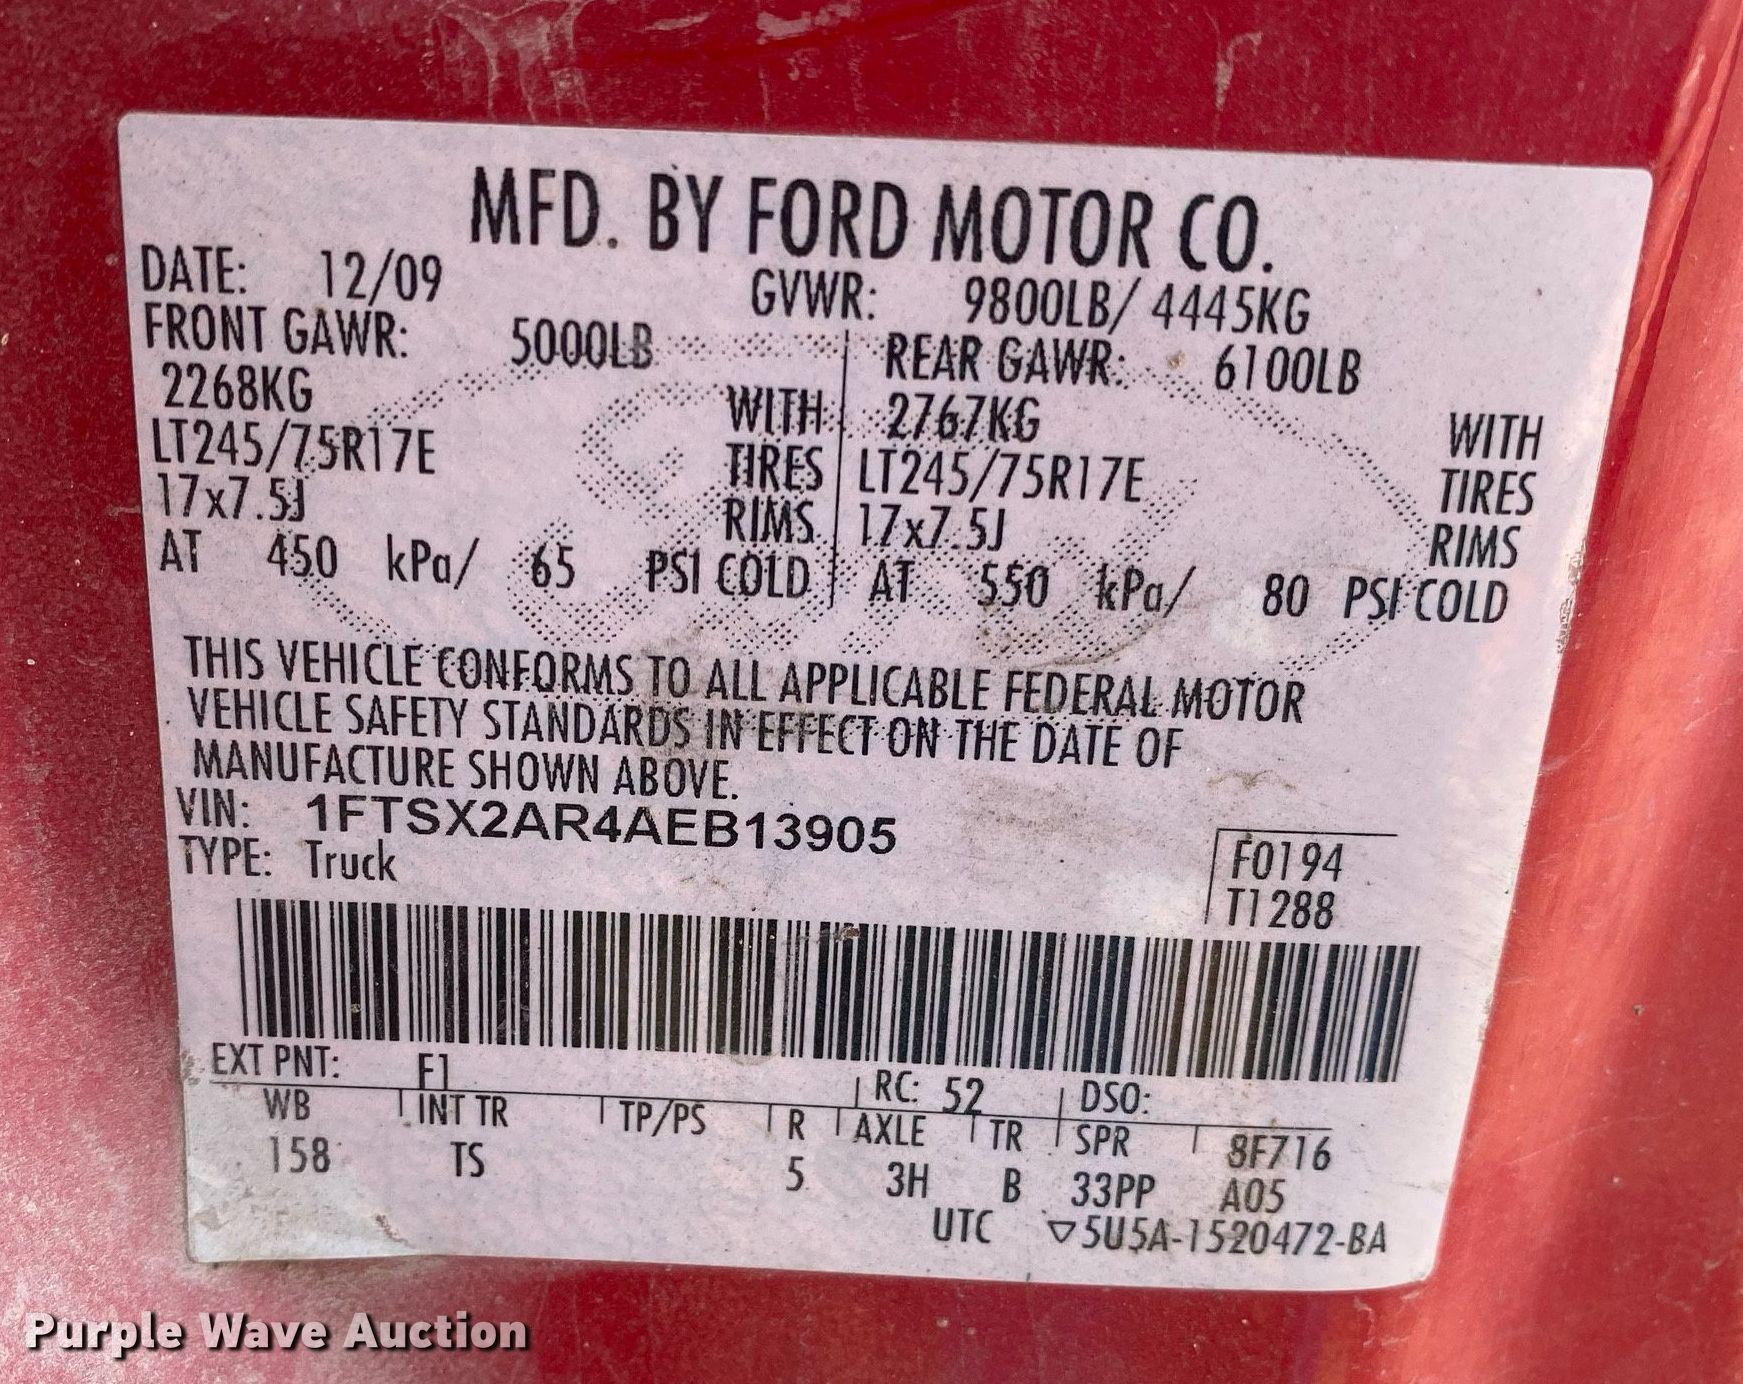 MFD. BY FORD MOTOR CO.
DATE: 12/09 GVWR: 9800LB/ 4445KG
FRONT GAWR: 5000LB REAR GAWR: 6100LB
2268KG WITH 2767KG WITH
LT245/75R17E TIRES LT245/75R17E TIRES
17x7.5J RIMS 17x7.5J RIMS
AT 450 kPa/ 65 PSI COLD AT 550 kPa/ 80 PSI COLD
THIS VEHICLE CONFORMS TO ALL APPLICABLE FEDERAL MOTOR
VEHICLE SAFETY STANDARDS IN EFFECT ON THE DATE OF
MANUFACTURE SHOWN ABOVE.
VIN: 1FTSX2AR4AEB13905
TYPE: Truck F0194
T1288
EXT PNT: F1 RC: 52 DSO:
WB INT TR TP/PS R AXLE TR SPR 8F716
158 TS 5 3H B 33PP A05
UTC ▽5U5A-1520472-BA
Purple Wave Auction